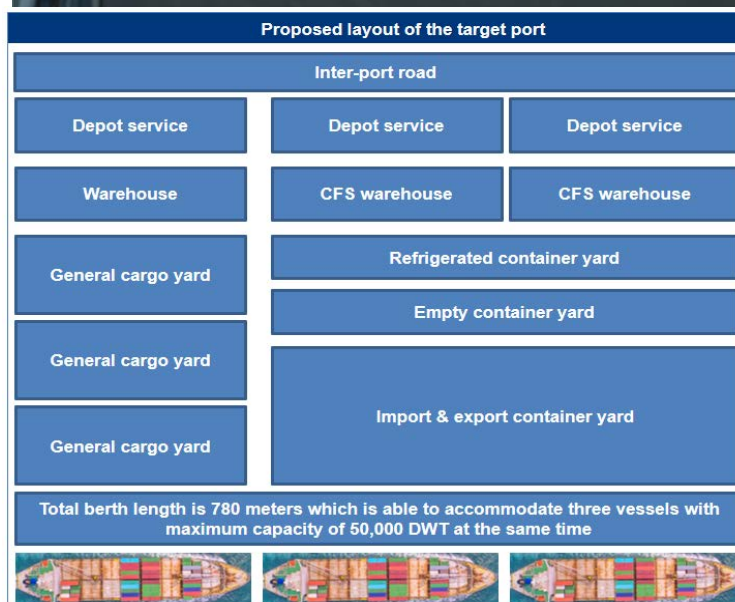 Proposed layout of the target port
Inter-port road
Depot service
Depot service
Depot service
Warehouse
CFS warehouse
CFS warehouse
General cargo yard
General cargo yard
General cargo yard
Refrigerated container yard
Empty container yard
Import & export container yard
Total berth length is 780 meters which is able to accommodate three vessels with
maximum capacity of 50,000 DWT at the same time